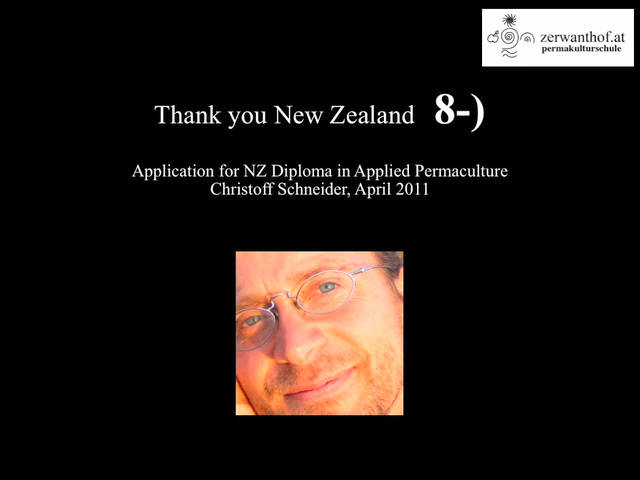 zerwanthof.at
permakulturschule
Thank you New Zealand 8-)
Application for NZ Diploma in Applied Permaculture
Christoff Schneider, April 2011